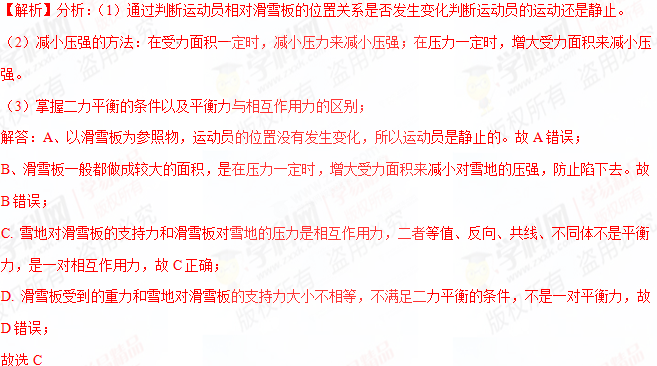 【解析】分析：（1）通过判断运动员相对滑雪板的位置关系是否发生变化判断运动员的运动还是静止。
（2）减小压强的方法：在受力面积一定时，减小压力来减小压强；在压力一定时，增大受力面积来减小压
强。
（3）掌握二力平衡的条件以及平衡力与相互作用力的区别；
解答：A、以滑雪板为参照物，运动员的位置没有发生变化，所以运动员是静止的。故 A 错误；
B、滑雪板一般都做成较大的面积，是在压力一定时，增大受力面积来减小对雪地的压强，防止陷下去。故
B 错误；
C. 雪地对滑雪板的支持力和滑雪板对雪地的压力是相互作用力，二者等值、反向、共线、不同体不是平衡
力，是一对相互作用力，故 C 正确；
D. 滑雪板受到的重力和雪地对滑雪板的支持力大小不相等，不满足二力平衡的条件，不是一对平衡力，故
D 错误；
故选 C